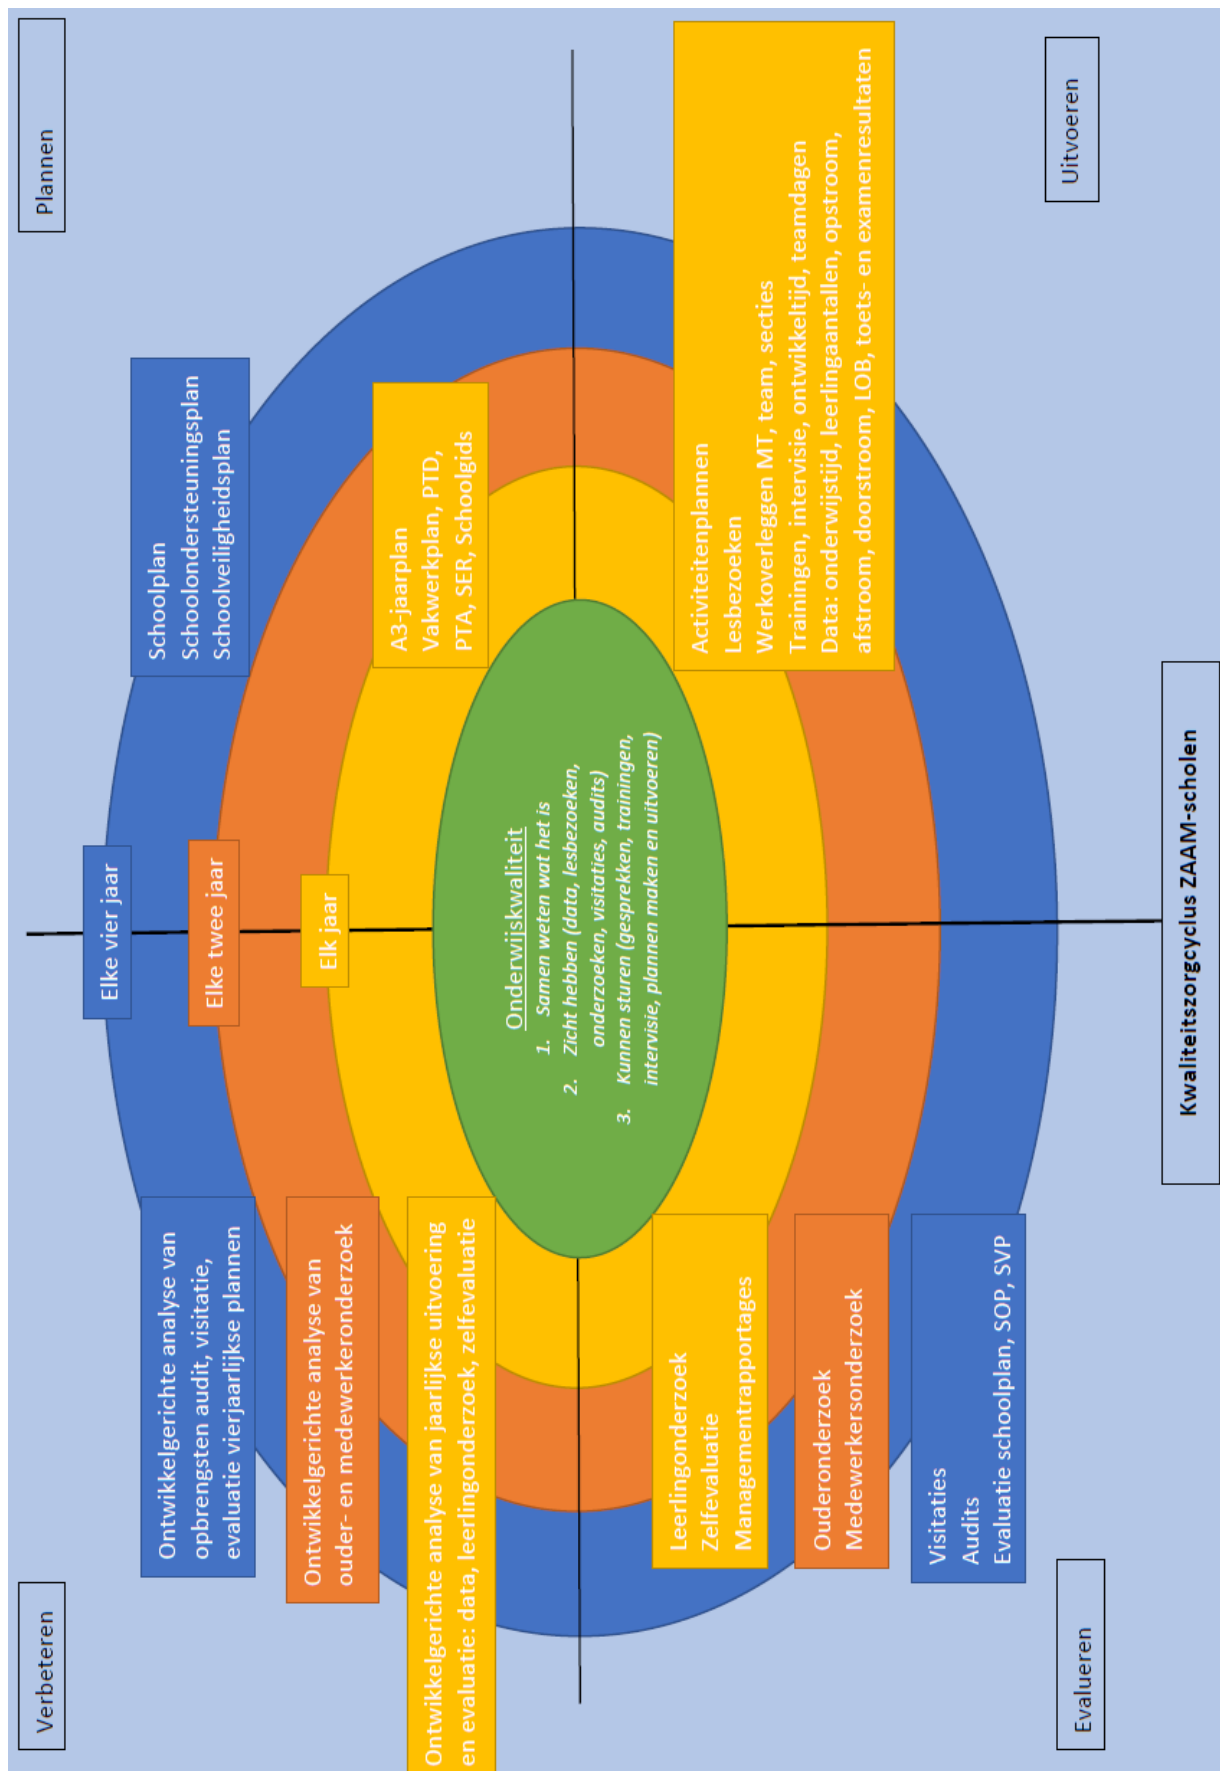 Verbeteren
Plannen
Elke vier jaar
Elke twee jaar
Elk jaar
Ontwikkelgerichte analyse van
opbrengsten audit, visitatie,
evaluatie vierjaarlijkse plannen
Ontwikkelgerichte analyse van
ouder- en medewerkeronderzoek
Ontwikkelgerichte analyse van jaarlijkse uitvoering
en evaluatie: data, leerlingonderzoek, zelfevaluatie
Schoolplan
Schoolondersteuningsplan
Schoolveiligheidsplan
A3-jaarplan
Vakwerkplan, PTD,
PTA, SER, Schoolgids
Onderwijskwaliteit
1. Samen weten wat het is
2. Zicht hebben (data, lesbezoeken,
onderzoeken, visitaties, audits)
3. Kunnen sturen (gesprekken, trainingen,
intervisie, plannen maken en uitvoeren)
Leerlingonderzoek
Zelfevaluatie
Managementrapportages
Ouderonderzoek
Medewerkersonderzoek
Visitaties
Audits
Evaluatie schoolplan, SOP, SVP
Activiteitenplannen
Lesbezoeken
Werkoverleggen MT, team, secties
Trainingen, intervisie, ontwikkeltijd, teamdagen
Data: onderwijstijd, leerlingaantallen, opstroom,
afstroom, doorstroom, LOB, toets- en examenresultaten
Evalueren
Uitvoeren
Kwaliteitszorgcyclus ZAAM-scholen